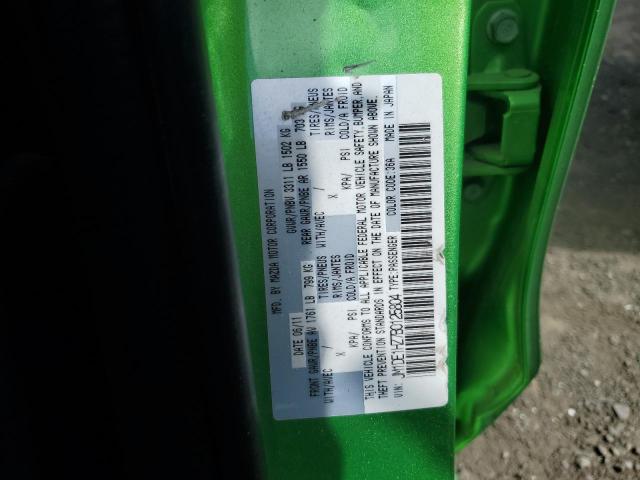 MFD. BY MAZDA MOTOR CORPORATION
DATE 06/11 GVWR/PNBV 3311 LB 1502 KG
FRONT GAWR/PNBE AV 1761 LB 799 KG REAR GAWR/PNBE AR 1550 LB 703
WITH/AVEC / TIRES/PNEUS WITH/AVEC / TIRES/PNEUS
X RIMS/JANTES X RIMS/JANTES
KPA/ PSI COLD/A FROID KPA/ PSI COLD/A FROID
THIS VEHICLE CONFORMS TO ALL APPLICABLE FEDERAL MOTOR VEHICLE SAFETY, BUMPER, AND
THEFT PREVENTION STANDARDS IN EFFECT ON THE DATE OF MANUFACTURE SHOWN ABOVE.
VIN: JM1DE1HZ7B0126804 TYPE:PASSENGER COLOR CODE:36A MADE IN JAPAN